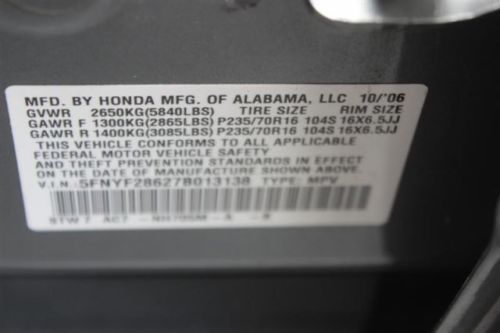 MFD. BY HONDA MFG. OF ALABAMA, LLC 10/'06
GVWR 2650KG(5840LBS) TIRE SIZE RIM SIZE
GAWR F 1300KG(2865LBS) P235/70R16 104S 16X6.5JJ
GAWR R 1400KG(3085LBS) P235/70R16 104S 16X6.5JJ
THIS VEHICLE CONFORMS TO ALL APPLICABLE
FEDERAL MOTOR VEHICLE SAFETY AND THEFT PREVENTION STANDARDS IN EFFECT
ON THE DATE OF MANUFACTURE SHOWN ABOVE.
V.I.N.: 5FNYF28627B013138 TYPE: MPV